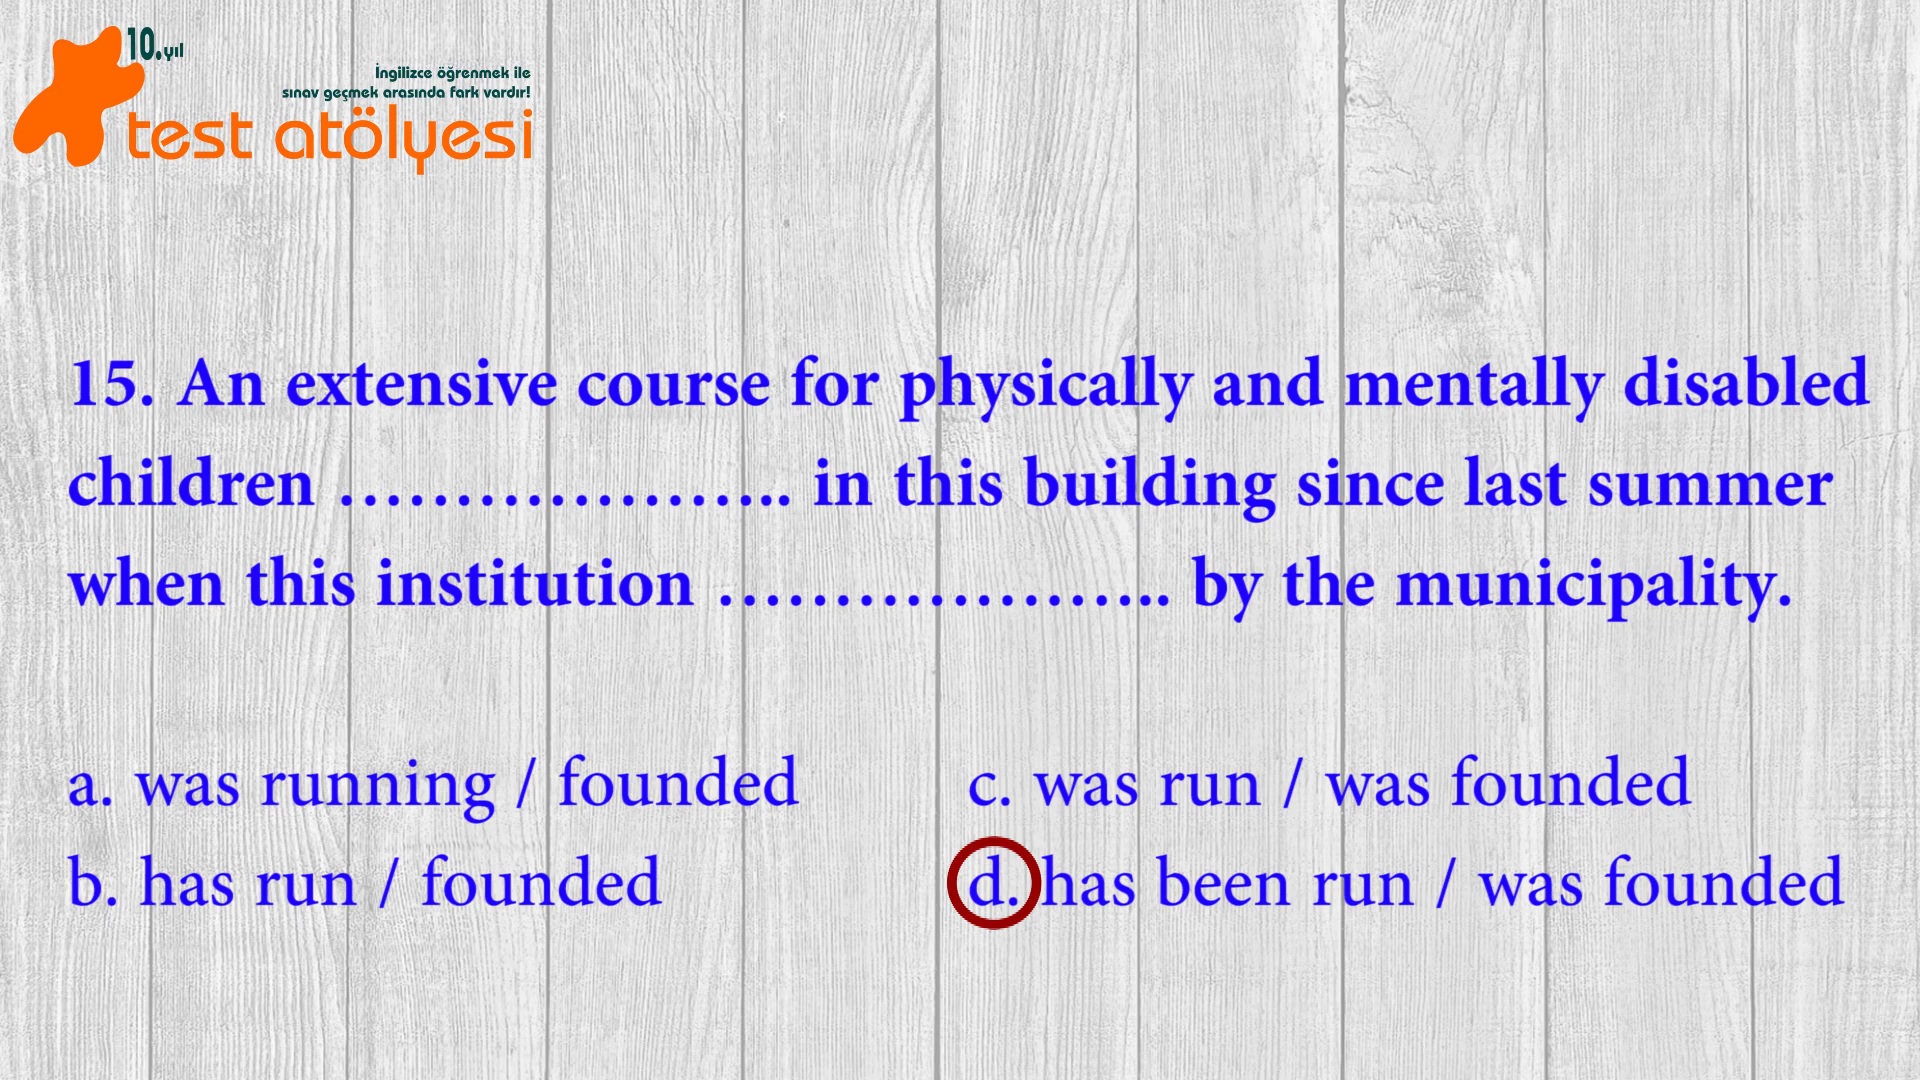 10.yıl
İngilizce öğrenmek ile
sınav geçmek arasında fark vardır!
test atölyesi
15. An extensive course for physically and mentally disabled
children ………………….. in this building since last summer
when this institution ………………….. by the municipality.
a. was running / founded
b. has run / founded
c. was run / was founded
d. has been run / was founded